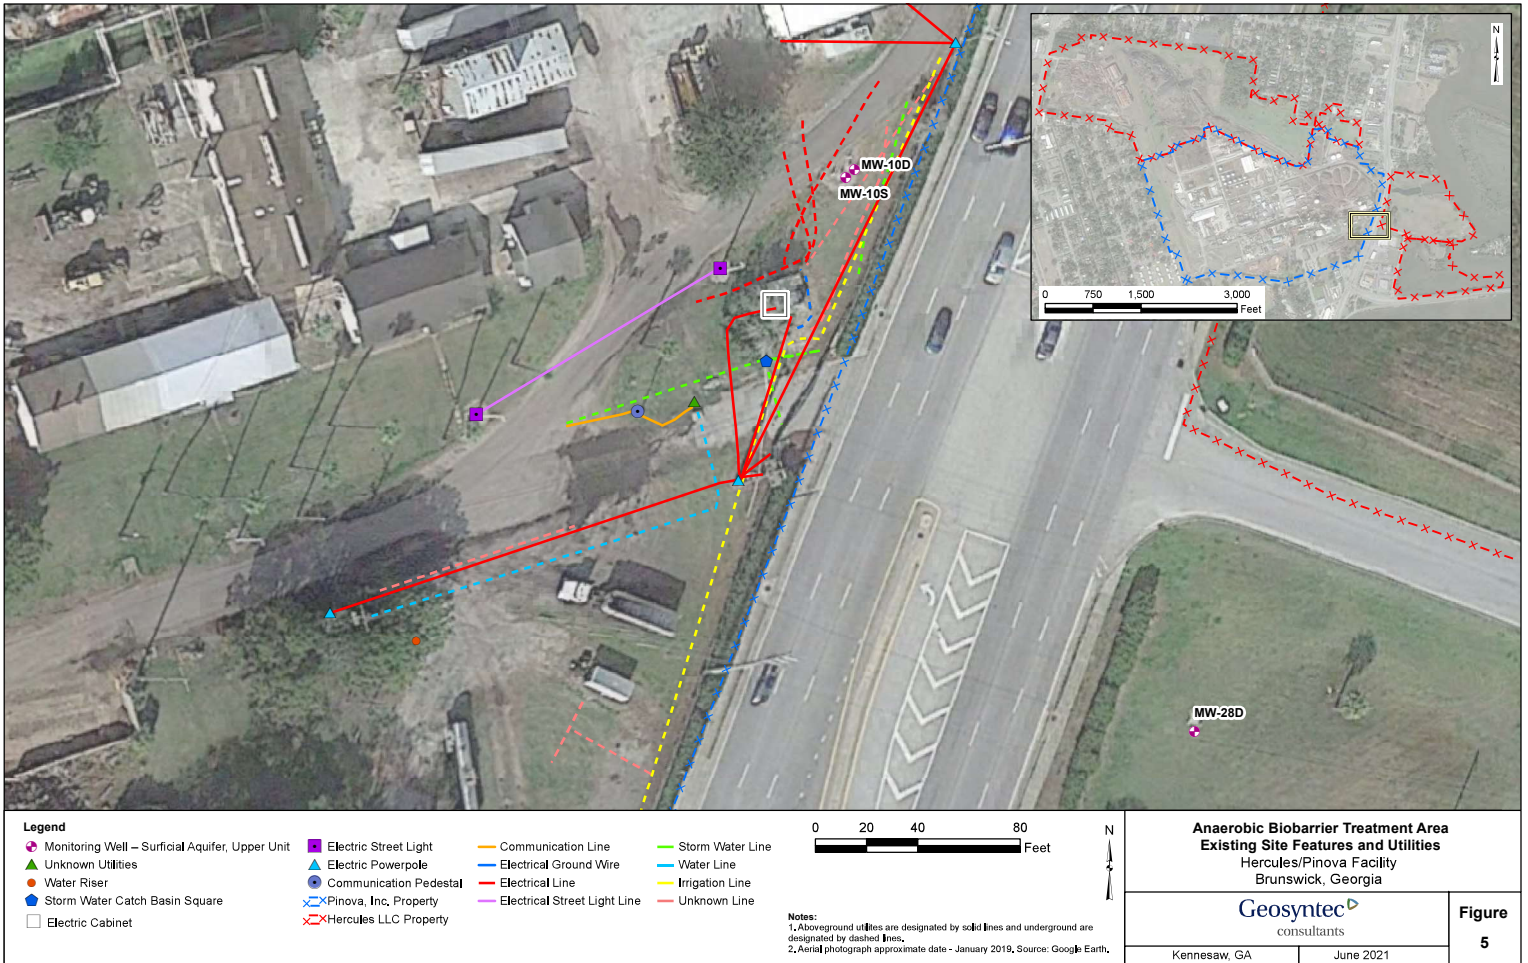 N
0 750 1,500 3,000
Feet
MW-10D
MW-10S
MW-28D
Legend
Monitoring Well – Surficial Aquifer, Upper Unit
Unknown Utilities
Water Riser
Storm Water Catch Basin Square
Electric Cabinet
Electric Street Light
Electric Powerpole
Communication Pedestal
Pinova, Inc. Property
Hercules LLC Property
Communication Line
Electrical Ground Wire
Electrical Line
Electrical Street Light Line
Storm Water Line
Water Line
Irrigation Line
Unknown Line
0 20 40 80
Feet
N
Notes:
1. Aboveground utilites are designated by solid lines and underground are
designated by dashed lines.
2. Aerial photograph approximate date - January 2019. Source: Google Earth.
Anaerobic Biobarrier Treatment Area
Existing Site Features and Utilities
Hercules/Pinova Facility
Brunswick, Georgia
Geosyntec
consultants
Kennesaw, GA
June 2021
Figure
5